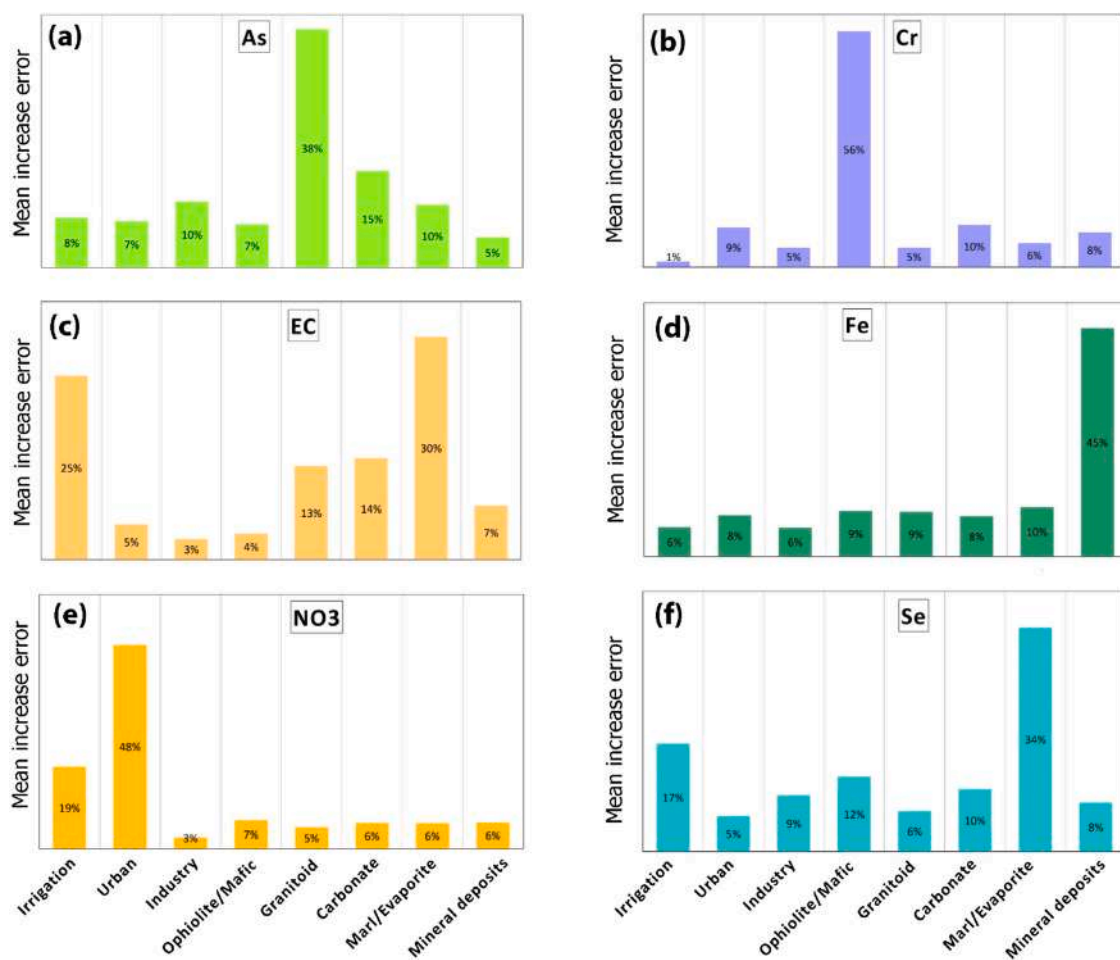 (a)
As
Mean increase error
8%
7%
10%
7%
38%
15%
10%
5%
(b)
Cr
Mean increase error
1%
9%
5%
56%
5%
10%
6%
8%
(c)
EC
Mean increase error
25%
5%
3%
4%
13%
14%
30%
7%
(d)
Fe
Mean increase error
6%
8%
6%
9%
9%
8%
10%
45%
(e)
NO3
Mean increase error
19%
48%
3%
7%
5%
6%
6%
6%
Irrigation
Urban
Industry
Ophiolite/Mafic
Granitoid
Carbonate
Marl/Evaporite
Mineral deposits
(f)
Se
Mean increase error
17%
5%
9%
12%
6%
10%
34%
8%
Irrigation
Urban
Industry
Ophiolite/Mafic
Granitoid
Carbonate
Marl/Evaporite
Mineral deposits